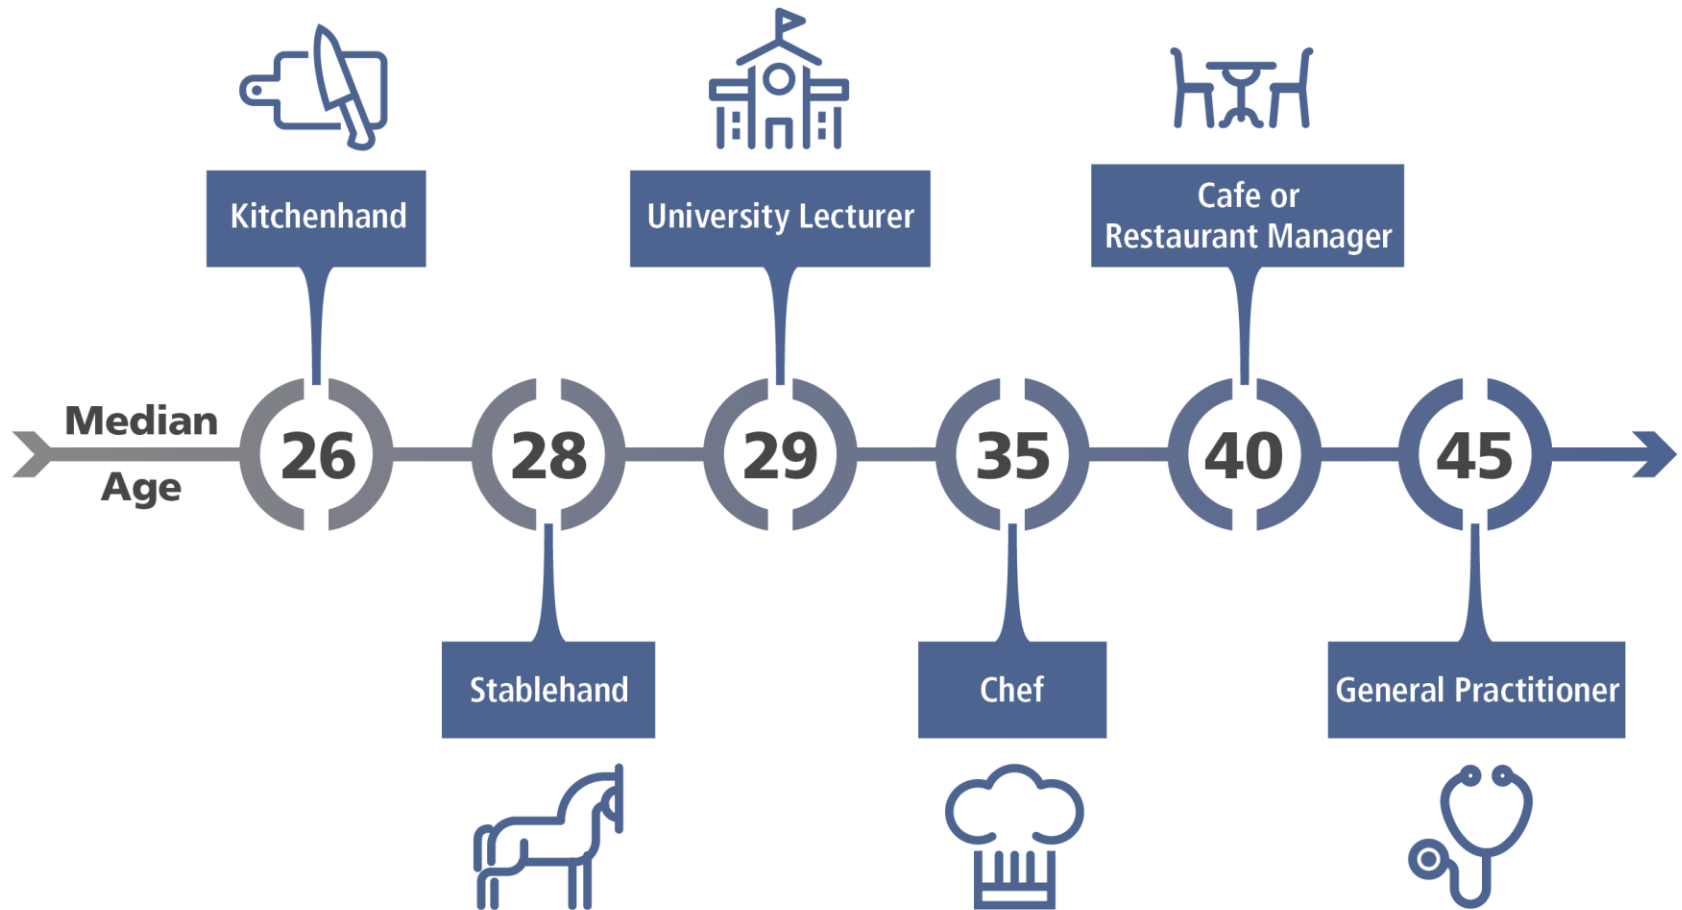 Kitchenhand
University Lecturer
Cafe or
Restaurant Manager
Median
Age
26
28
29
35
40
45
Stablehand
Chef
General Practitioner